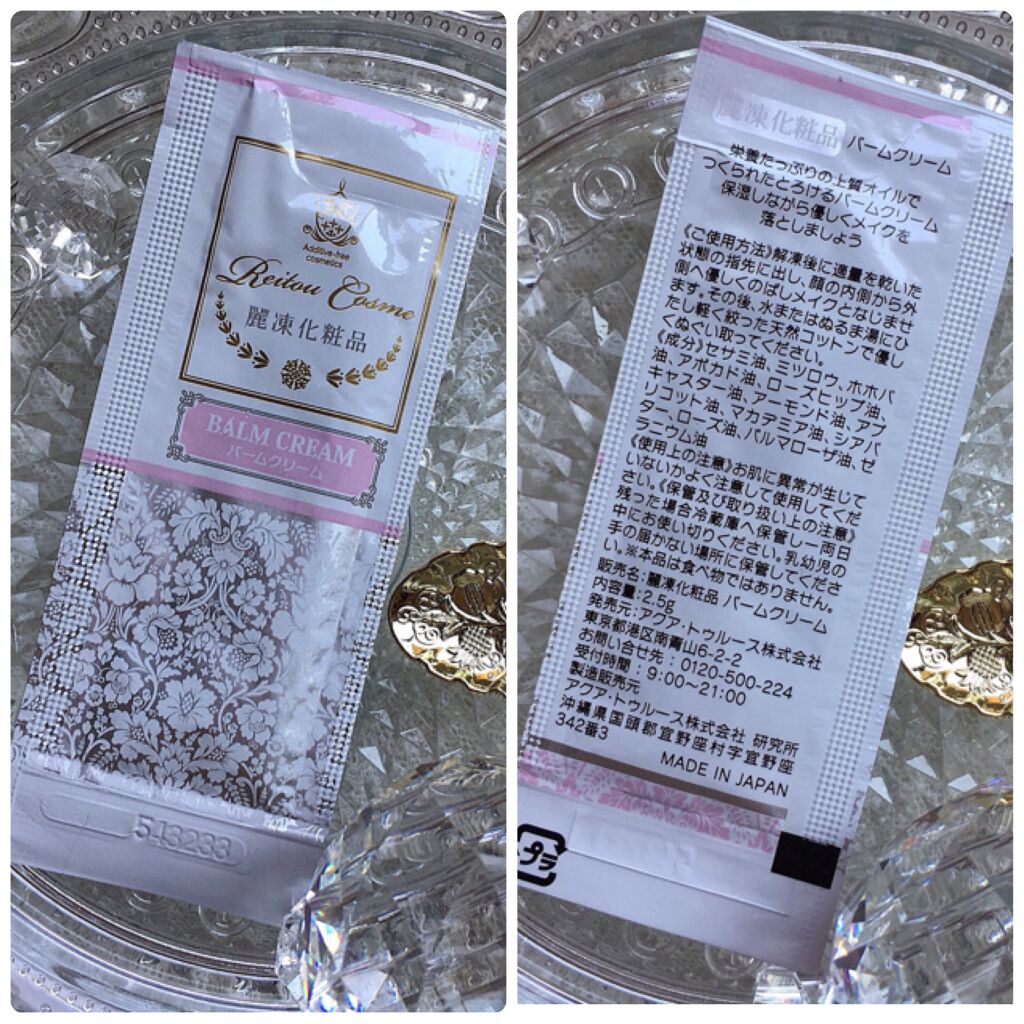 Additive-free
cosmetics
Reitou Cosme
麗凍化粧品
BALM CREAM
バームクリーム
543233
麗凍化粧品 バームクリーム
栄養たっぷりの上質オイルで
つくられたとろけるバームクリーム
保湿しながら優しくメイクを
落としましょう
《ご使用方法》解凍後に適量を乾いた
状態の指先に出し、顔の内側から外
側へ優しくのばしメイクとなじませ
ます。その後、水またはぬるま湯にひ
たし軽く絞った天然コットンで優し
くぬぐい取ってください。
《成分》セサミ油、ミツロウ、ホホバ
油、アボカド油、ローズヒップ油、
キャスター油、アーモンド油、アプ
リコット油、マカデミア油、シアバ
ター、ローズ油、パルマローザ油、ゼ
ラニウム油
《使用上の注意》お肌に異常が生じて
いないかよく注意して使用してくだ
さい。《保管及び取り扱い上の注意》
残った場合冷蔵庫へ保管し一両日
中にお使い切りください。乳幼児の
手の届かない場所に保管してくださ
い。※本品は食べ物ではありません。
販売名：麗凍化粧品 バームクリーム
内容量：2.5g
発売元：アクア・トゥルース株式会社
東京都港区南青山6-2-2
お問い合せ先：0120-500-224
受付時間：9:00~21:00
製造販売元
アクア・トゥルース株式会社 研究所
沖縄県国頭郡宜野座村字宜野座
342番3
MADE IN JAPAN
プラ